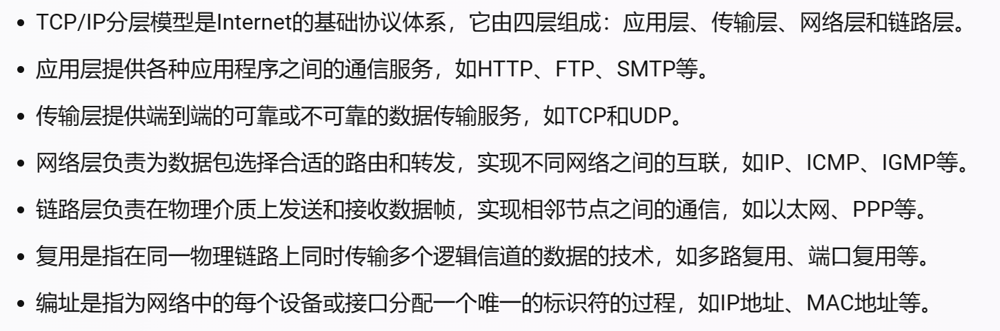 • TCP/IP分层模型是Internet的基础协议体系，它由四层组成：应用层、传输层、网络层和链路层。
• 应用层提供各种应用程序之间的通信服务，如HTTP、FTP、SMTP等。
• 传输层提供端到端的可靠或不可靠的数据传输服务，如TCP和UDP。
• 网络层负责为数据包选择合适的路由和转发，实现不同网络之间的互联，如IP、ICMP、IGMP等。
• 链路层负责在物理介质上发送和接收数据帧，实现相邻节点之间的通信，如以太网、PPP等。
• 复用是指在同一物理链路上同时传输多个逻辑信道的数据的技术，如多路复用、端口复用等。
• 编址是指为网络中的每个设备或接口分配一个唯一的标识符的过程，如IP地址、MAC地址等。